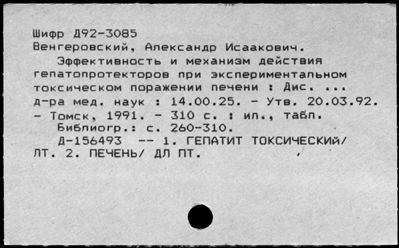 Шифр Д92-3085
Венгеровский, Александр Исаакович.
Эффективность и механизм действия
гепатопротекторов при экспериментальном
токсическом поражении печени : Дис. ...
д-ра мед. наук : 14.00.25. - Утв. 20.03.92.
- Томск, 1991. - 310 с. : ил., табл.
Библиогр.: с. 260-310.
Д-156493 -- 1. ГЕПАТИТ ТОКСИЧЕСКИЙ/
ЛТ. 2. ПЕЧЕНЬ/ ДЛ ПТ.